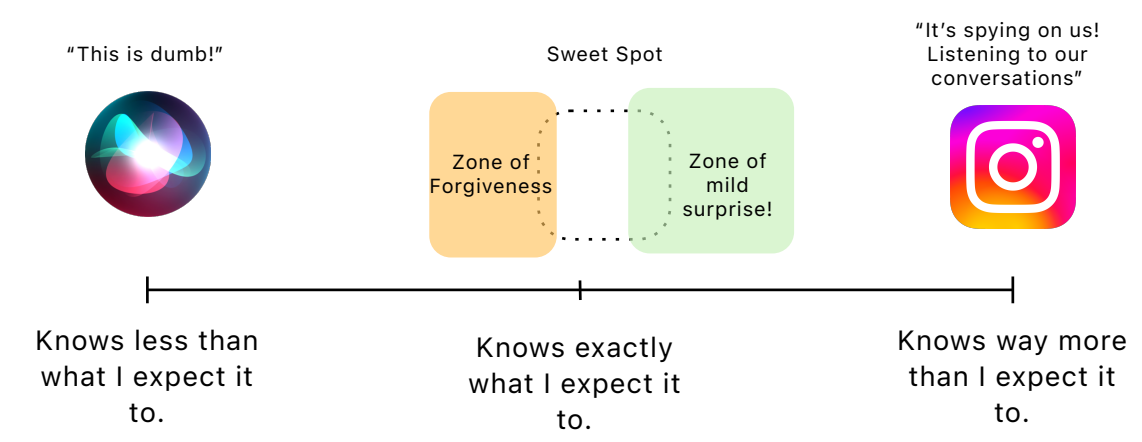 “This is dumb!”
Sweet Spot
“It’s spying on us!
Listening to our
conversations”
Zone of
Forgiveness
Zone of
mild
surprise!
Knows less than
what I expect it
to.
Knows exactly
what I expect it
to.
Knows way more
than I expect it
to.